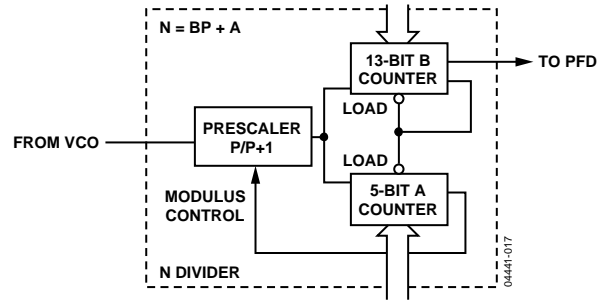 N = BP + A
13-BIT B
COUNTER
TO PFD
LOAD
PRESCALER
P/P+1
FROM VCO
LOAD
MODULUS
CONTROL
5-BIT A
COUNTER
N DIVIDER
04441-017